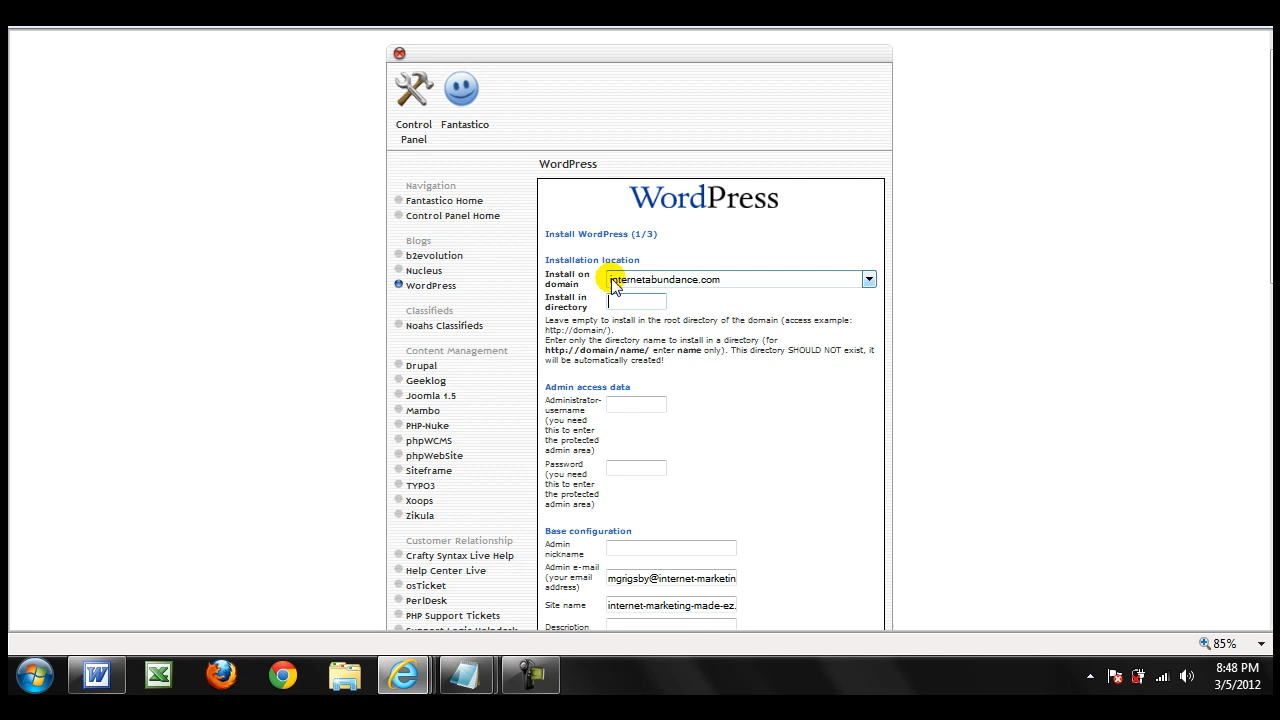 Control Panel
Fantastico
WordPress
Navigation
Fantastico Home
Control Panel Home
Blogs
b2evolution
Nucleus
WordPress
Classifieds
Noahs Classifieds
Content Management
Drupal
Geeklog
Joomla 1.5
Mambo
PHP-Nuke
phpWCMS
phpWebSite
Siteframe
TYPO3
Xoops
Zikula
Customer Relationship
Crafty Syntax Live Help
Help Center Live
osTicket
PerlDesk
PHP Support Tickets
Support Logic Helpdesk
WordPress
Install WordPress (1/3)
Installation location
Install on
domain
internetabundance.com
Install in
directory
Leave empty to install in the root directory of the domain (access example:
http://domain/).
Enter only the directory name to install in a directory (for
http://domain/name/ enter name only). This directory SHOULD NOT exist, it
will be automatically created!
Admin access data
Administrator-
username
(you need
this to enter
the protected
admin area)
Password
(you need
this to enter
the protected
admin area)
Base configuration
Admin
nickname
Admin e-mail
(your email
address)
mgrigsby@internet-marketin
Site name
internet-marketing-made-ez.
Description
85%
8:48 PM
3/5/2012